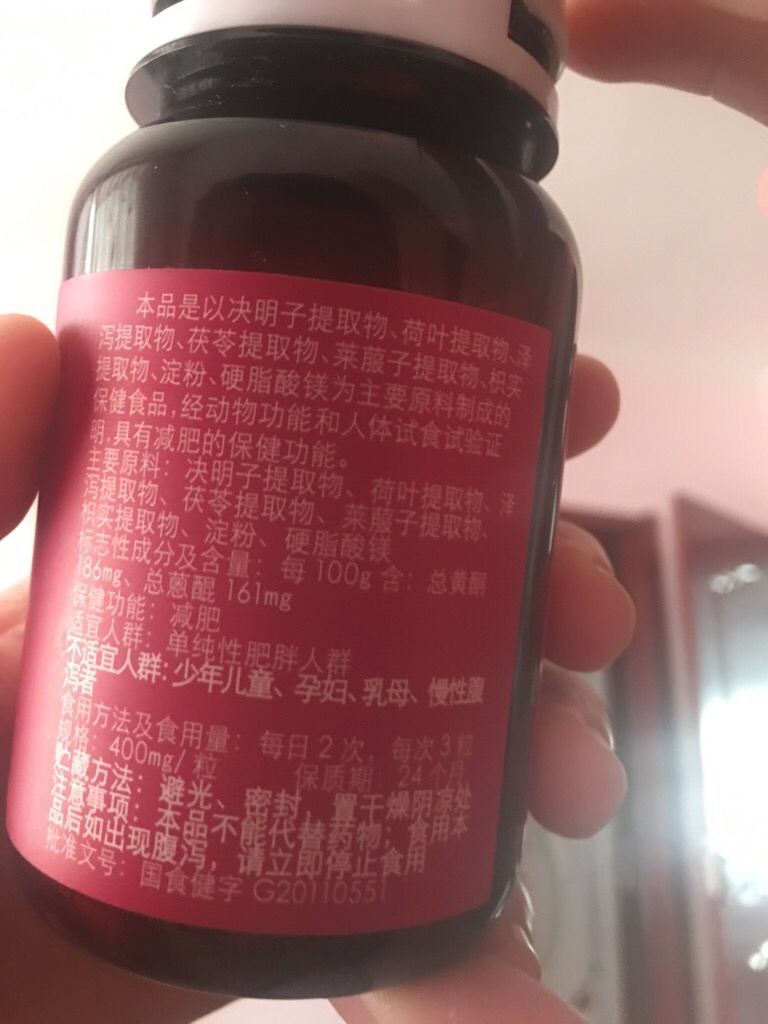 本品是以决明子提取物、荷叶提取物、泽
泻提取物、茯苓提取物、莱菔子提取物、枳实
提取物、淀粉、硬脂酸镁为主要原料制成的
保健食品,经动物功能和人体试食试验证
明,具有减肥的保健功能。
主要原料: 决明子提取物、 荷叶提取物、 泽
泻提取物、 茯苓提取物、 莱菔子提取物、
枳实提取物、 淀粉、 硬脂酸镁
标志性成分及含量: 每 100g 含: 总黄酮
186mg、总蒽醌 161mg
保健功能: 减肥
适宜人群: 单纯性肥胖人群
不适宜人群: 少年儿童、孕妇、乳母、慢性腹
泻者
食用方法及食用量: 每日 2 次, 每次 3 粒
规格: 400mg/ 粒 保质期: 24 个月
贮藏方法: 避光、密封、置干燥阴凉处
注意事项: 本品不能代替药物; 食用本
品后如出现腹泻, 请立即停止食用
批准文号: 国食健字 G20110551